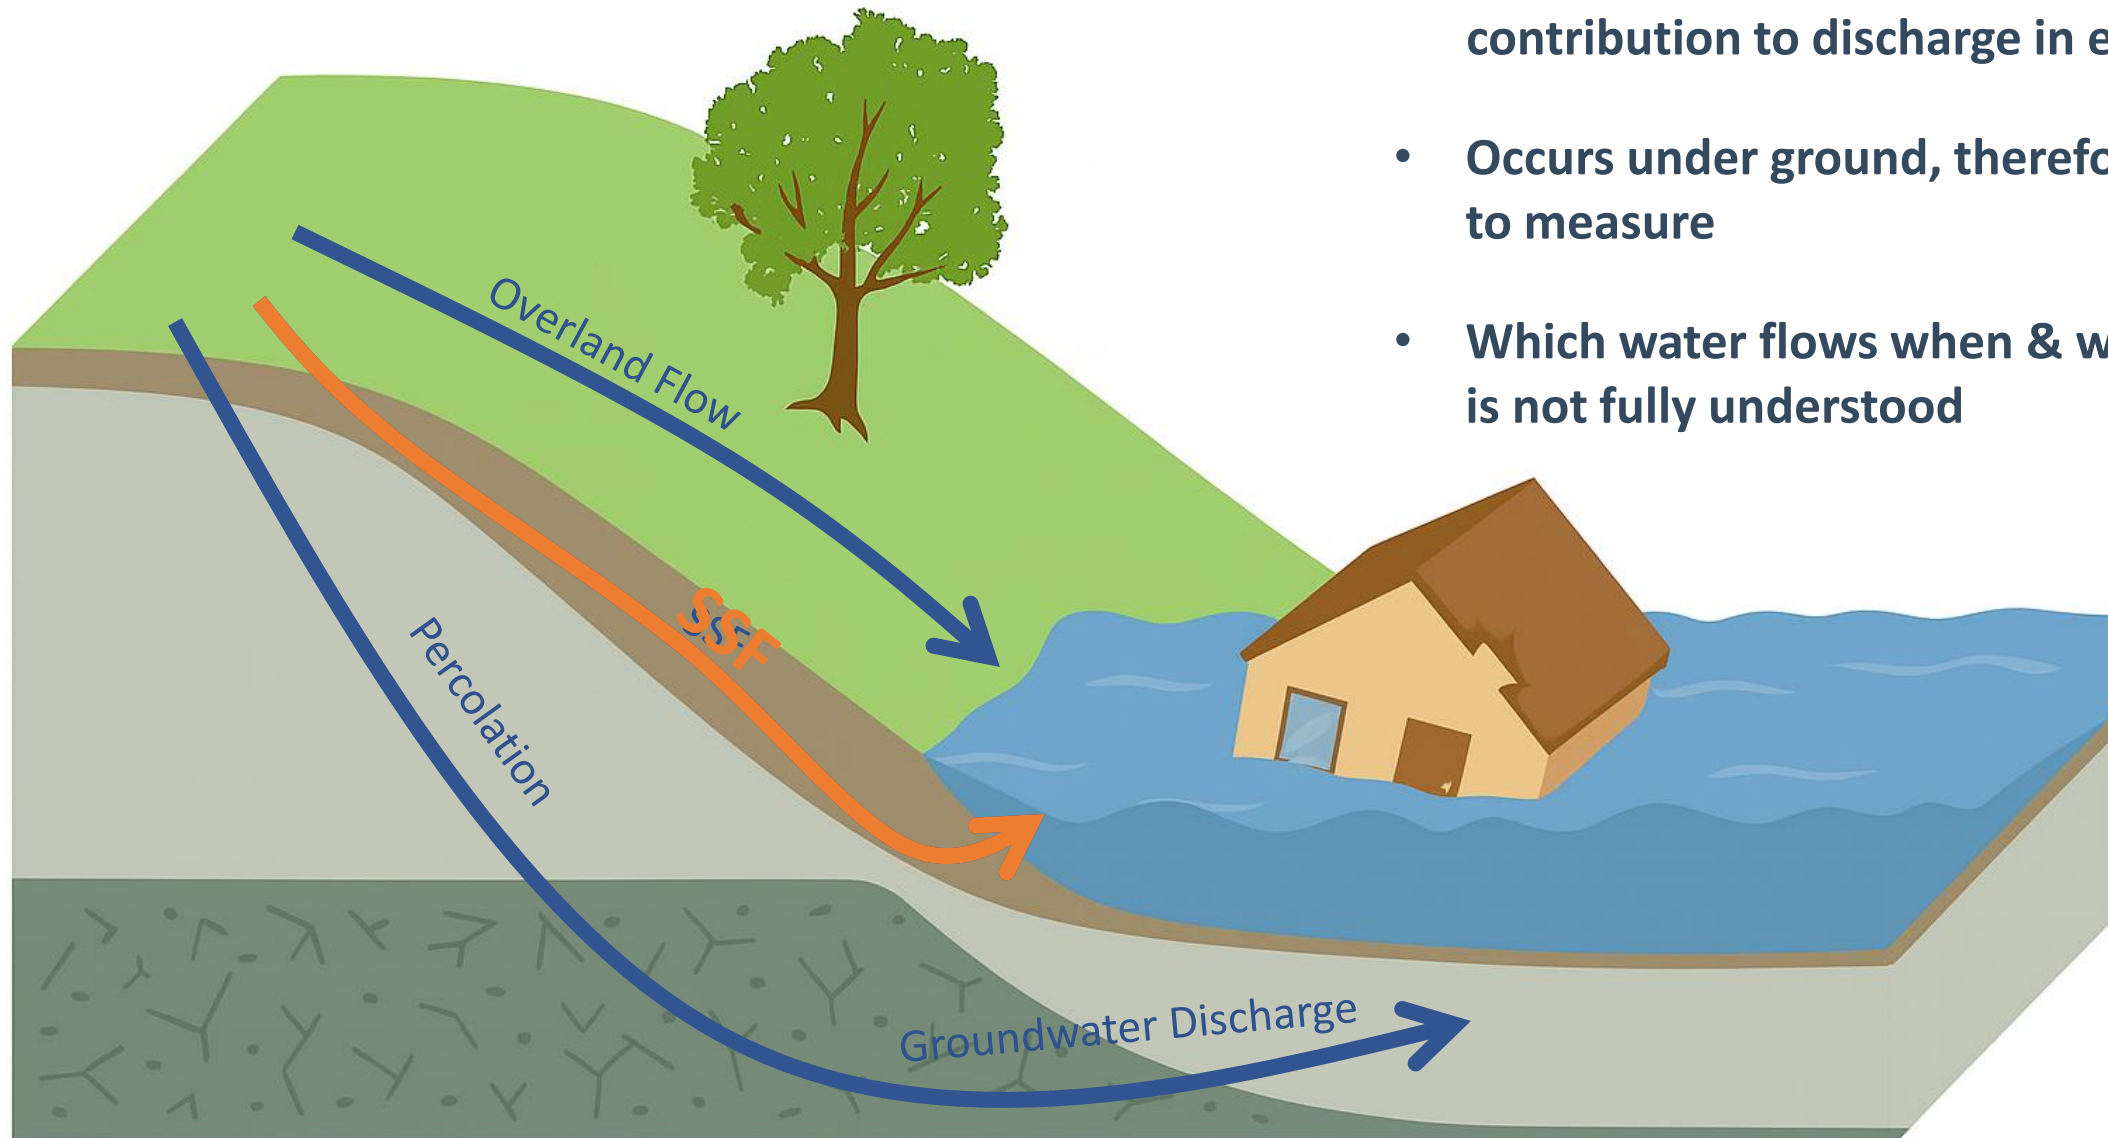 contribution to discharge in e
• Occurs under ground, therefo
to measure
• Which water flows when & w
is not fully understood
Overland Flow
SSF
SSF
Percolation
Groundwater Discharge